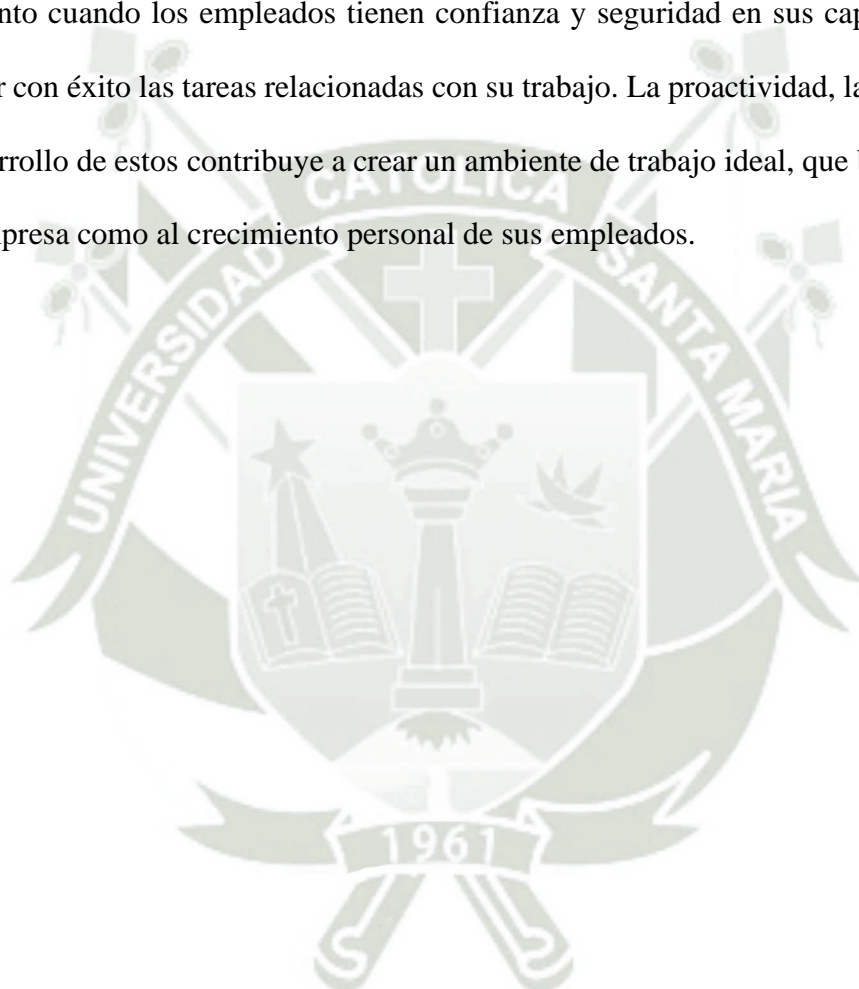 nto cuando los empleados tienen confianza y seguridad en sus cap
r con éxito las tareas relacionadas con su trabajo. La proactividad, la
rrollo de estos contribuye a crear un ambiente de trabajo ideal, que
presa como al crecimiento personal de sus empleados.
UNIVERSIDAD CATOLICA SANTA MARIA
1961